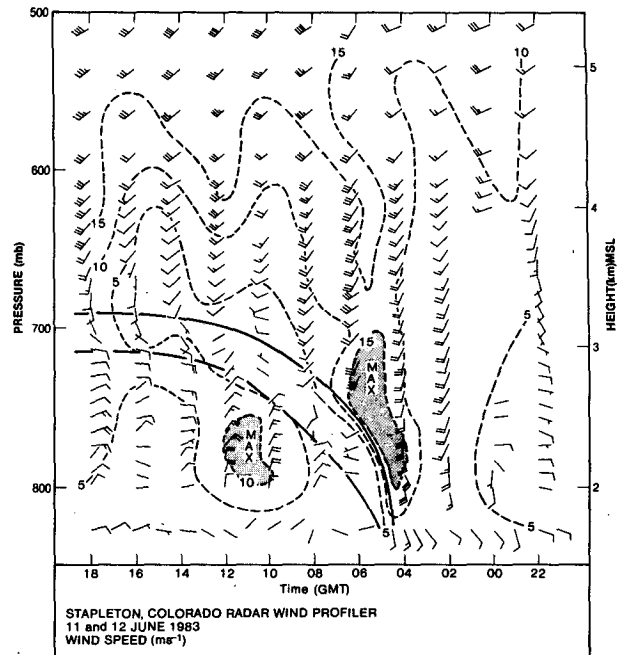 500
600
700
800
PRESSURE (mb)
15
10
15
10
5
15
MAX
MAX
10
5
5
5
5
5
4
3
2
HEIGHT(km)MSL
18 16 14 12 10 08 06 04 02 00 22
Time (GMT)
STAPLETON, COLORADO RADAR WIND PROFILER
11 and 12 JUNE 1983
WIND SPEED (ms⁻¹)